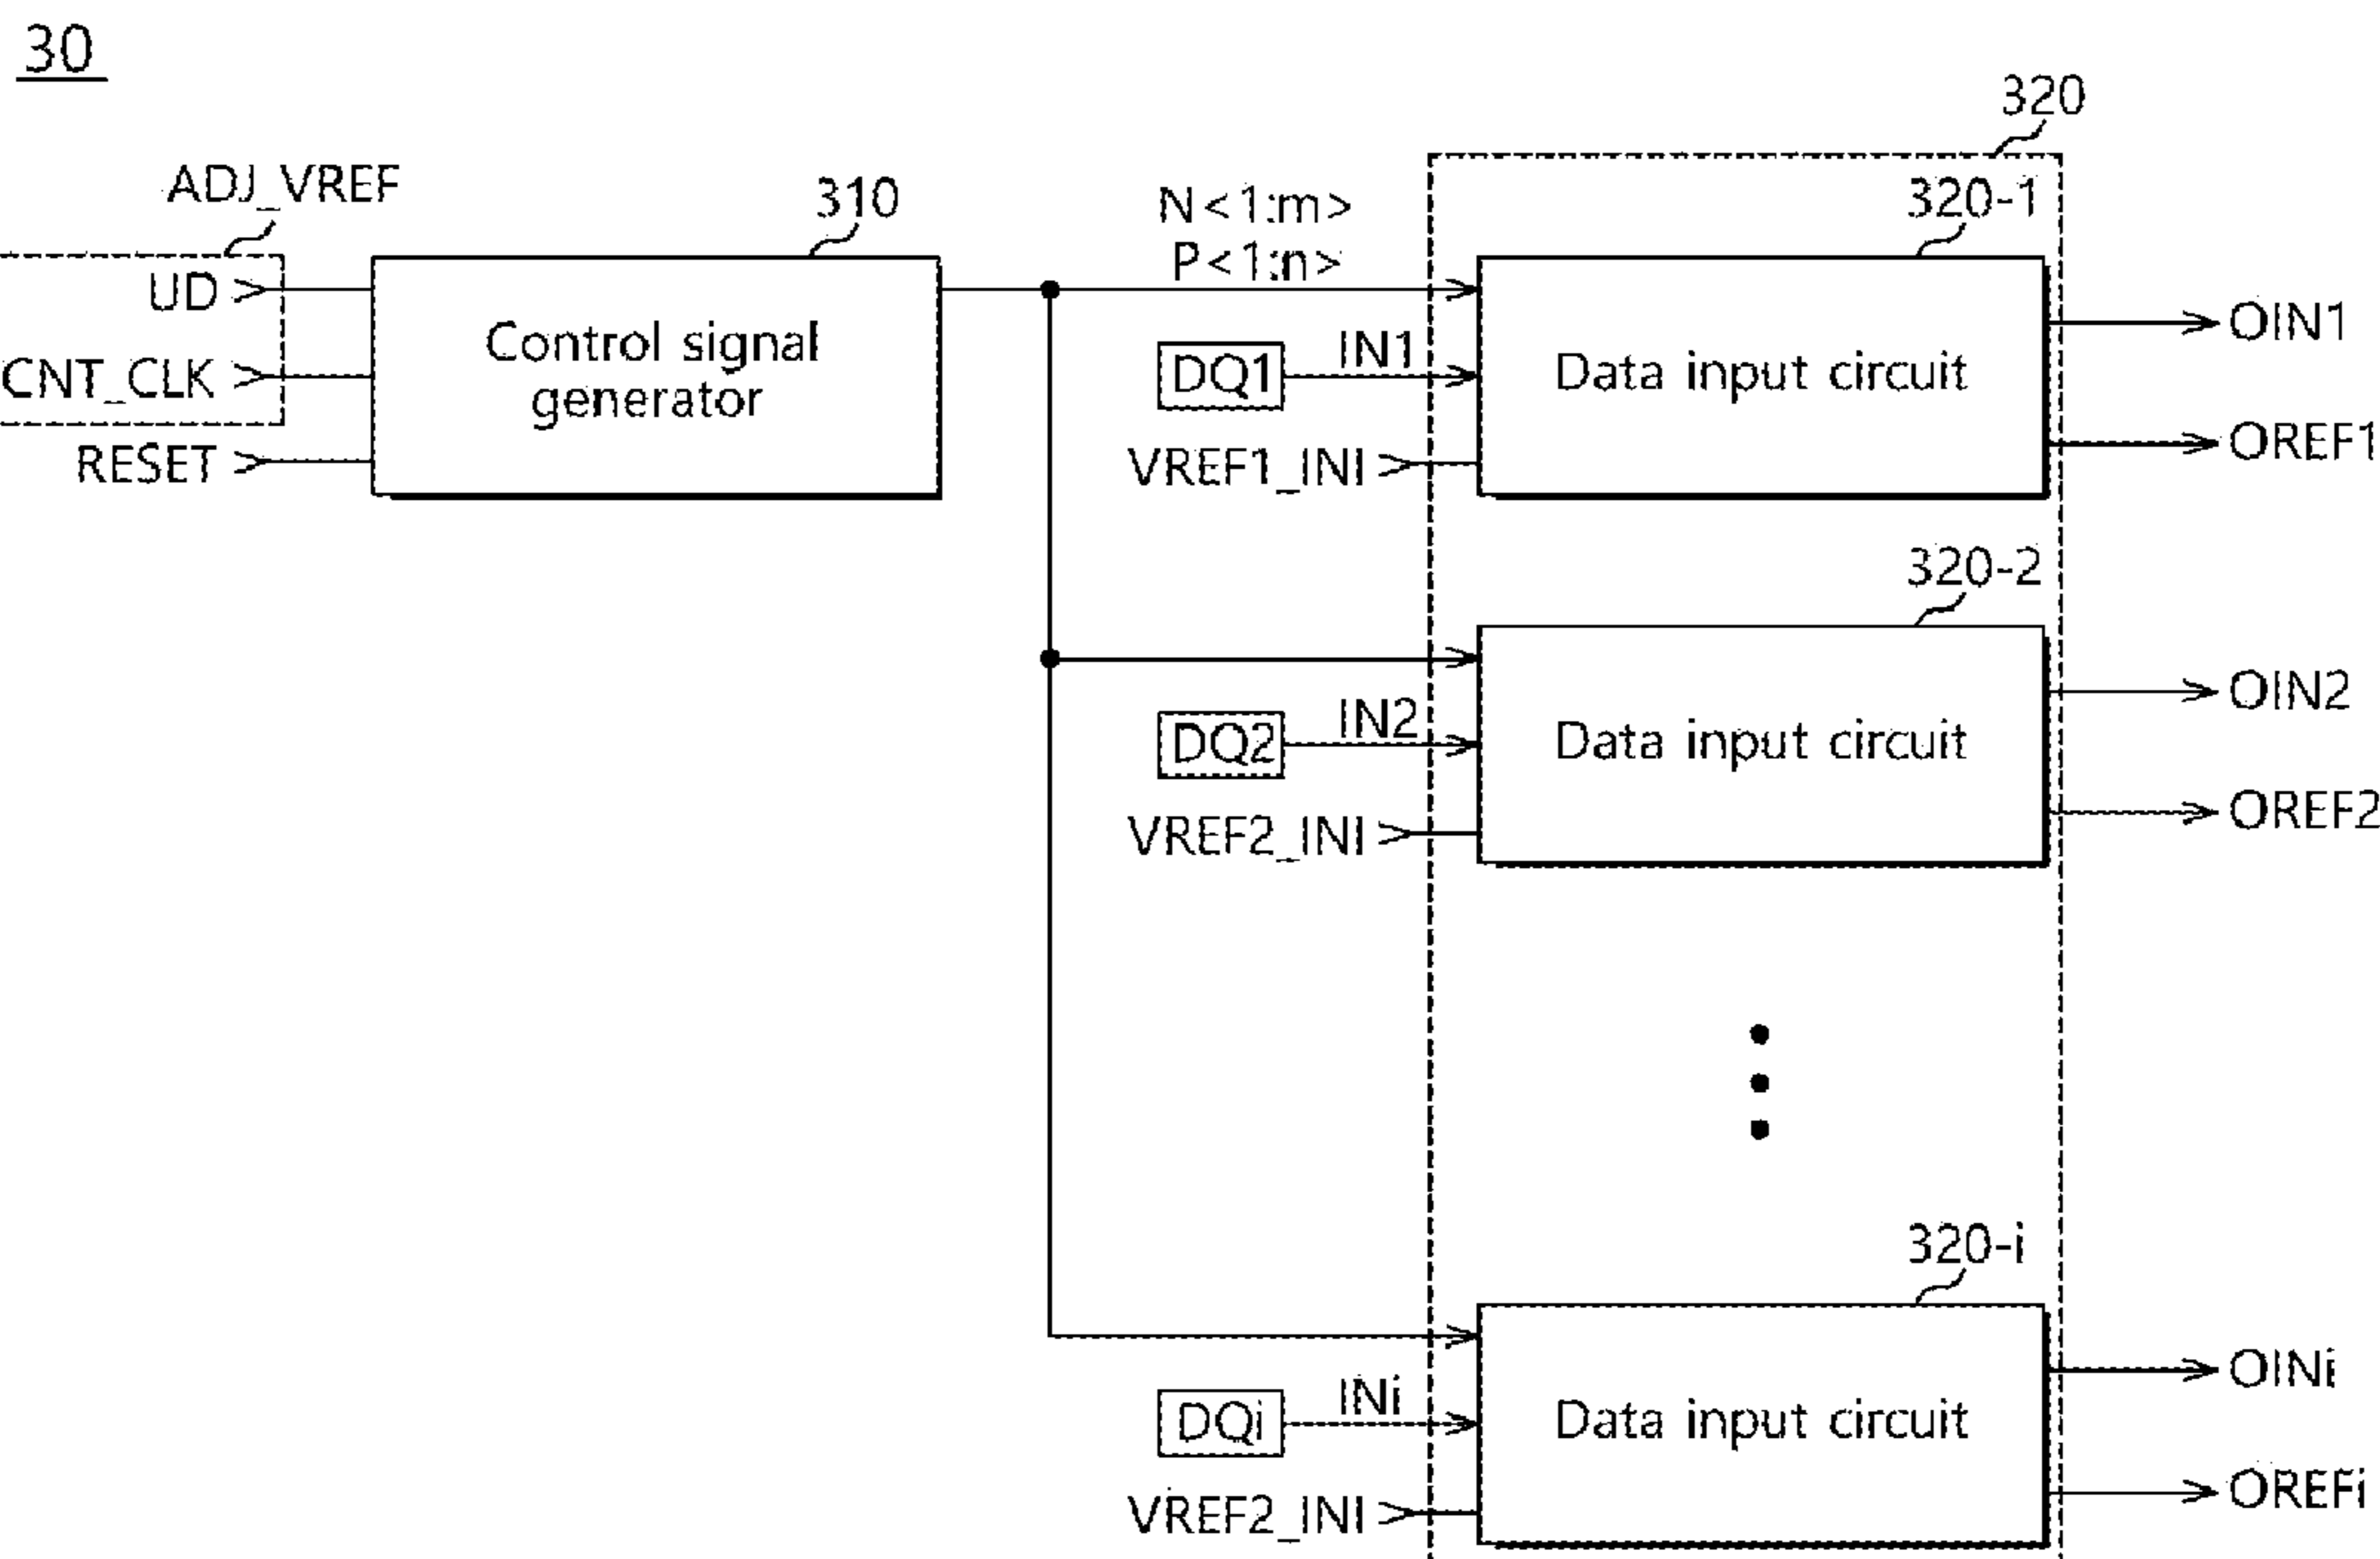 30
320
ADJ_VREF
310
N<1:m>
P<1:n>
320-1
UD
CNT_CLK
RESET
Control signal
generator
DQ1
IN1
VREF1_INI
Data input circuit
OIN1
OREF1
320-2
DQ2
IN2
VREF2_INI
Data input circuit
OIN2
OREF2
320-i
DQi
INi
VREF2_INI
Data input circuit
OINi
OREFi